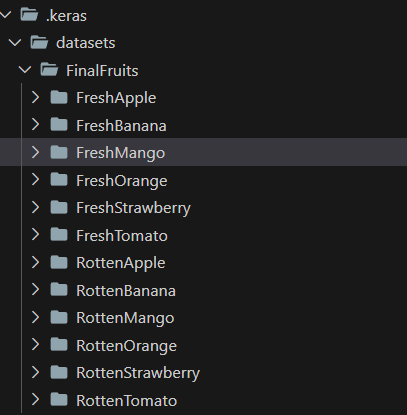 .keras
datasets
FinalFruits
FreshApple
FreshBanana
FreshMango
FreshOrange
FreshStrawberry
FreshTomato
RottenApple
RottenBanana
RottenMango
RottenOrange
RottenStrawberry
RottenTomato